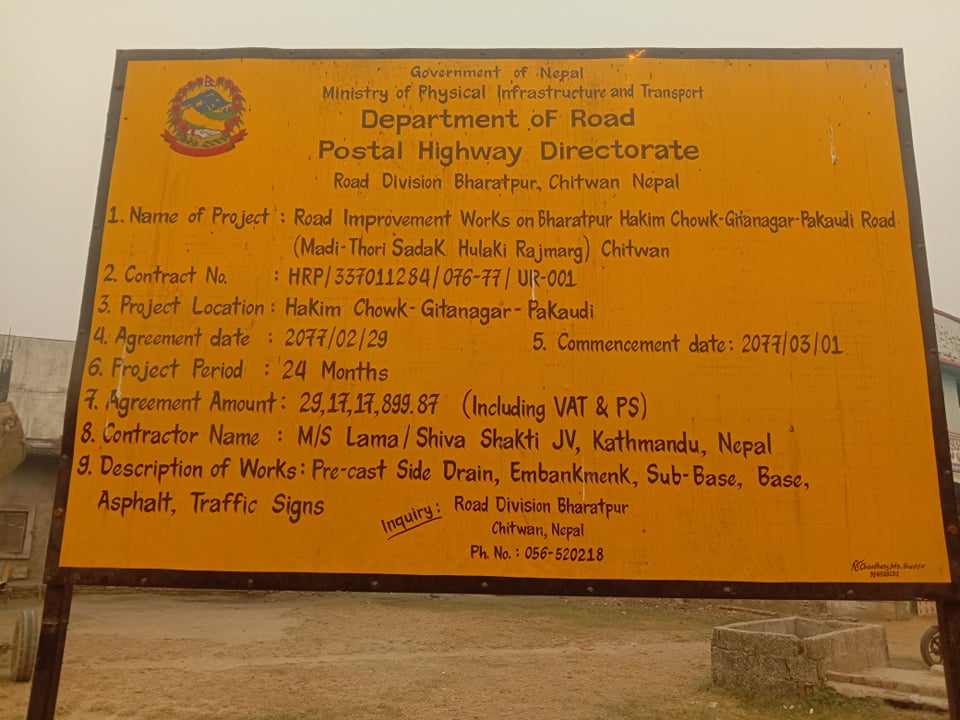 Government of Nepal
Ministry of Physical Infrastructure and Transport
Department of Road
Postal Highway Directorate
Road Division Bharatpur, Chitwan Nepal
1. Name of Project : Road Improvement Works on Bharatpur Hakim Chowk-Gitanagar-Pakaudi Road
(Madi-Thori Sadak Hulaki Rajmarg) Chitwan
2. Contract No. : HRP/337011284/076-77/UIP-001
3. Project Location : Hakim Chowk-Gitanagar-Pakaudi
4. Agreement date : 2077/02/29 5. Commencement date: 2077/03/01
6. Project Period : 24 Months
7. Agreement Amount: 29,17,17,899.87 (Including VAT & PS)
8. Contractor Name : M/S Lama/Shiva Shakti JV, Kathmandu, Nepal
9. Description of Works: Pre-cast Side Drain, Embankmenk, Sub-Base, Base,
Asphalt, Traffic Signs
Inquiry: Road Division Bharatpur
Chitwan, Nepal
Ph. No. : 056-520218